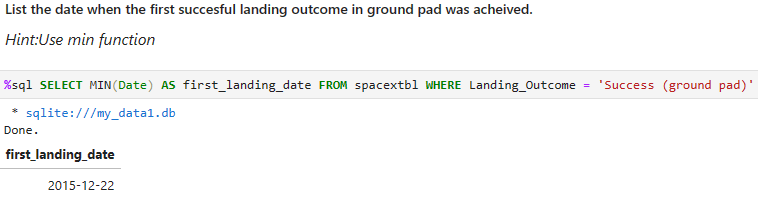 List the date when the first succesful landing outcome in ground pad was acheived.
Hint:Use min function
%sql SELECT MIN(Date) AS first_landing_date FROM spacextbl WHERE Landing_Outcome = 'Success (ground pad)'
* sqlite:///my_data1.db
Done.
first_landing_date
2015-12-22